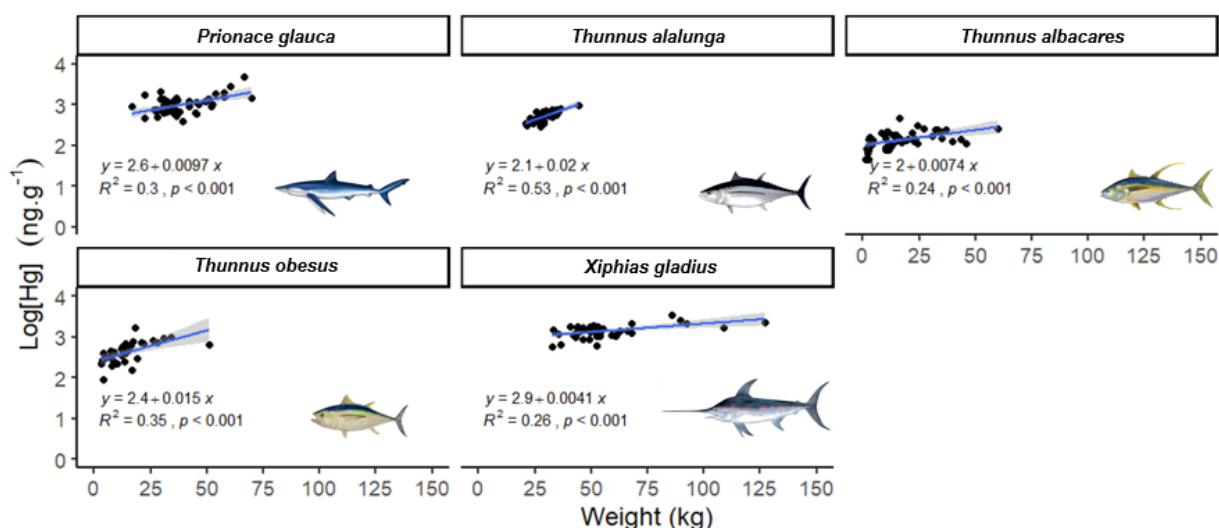 Prionace glauca
Thunnus alalunga
Thunnus albacares
4
3
2
1
0
y = 2.6+0.0097 x
R² = 0.3 , p < 0.001
y = 2.1+0.02 x
R² = 0.53 , p < 0.001
y = 2+0.0074 x
R² = 0.24 , p < 0.001
0 25 50 75 100 125 150
Log[Hg] (ng.g⁻¹)
Thunnus obesus
Xiphias gladius
4
3
2
1
0
y = 2.4+0.015 x
R² = 0.35 , p < 0.001
y = 2.9+0.0041 x
R² = 0.26 , p < 0.001
0 25 50 75 100 125 150
0 25 50 75 100 125 150
Weight (kg)